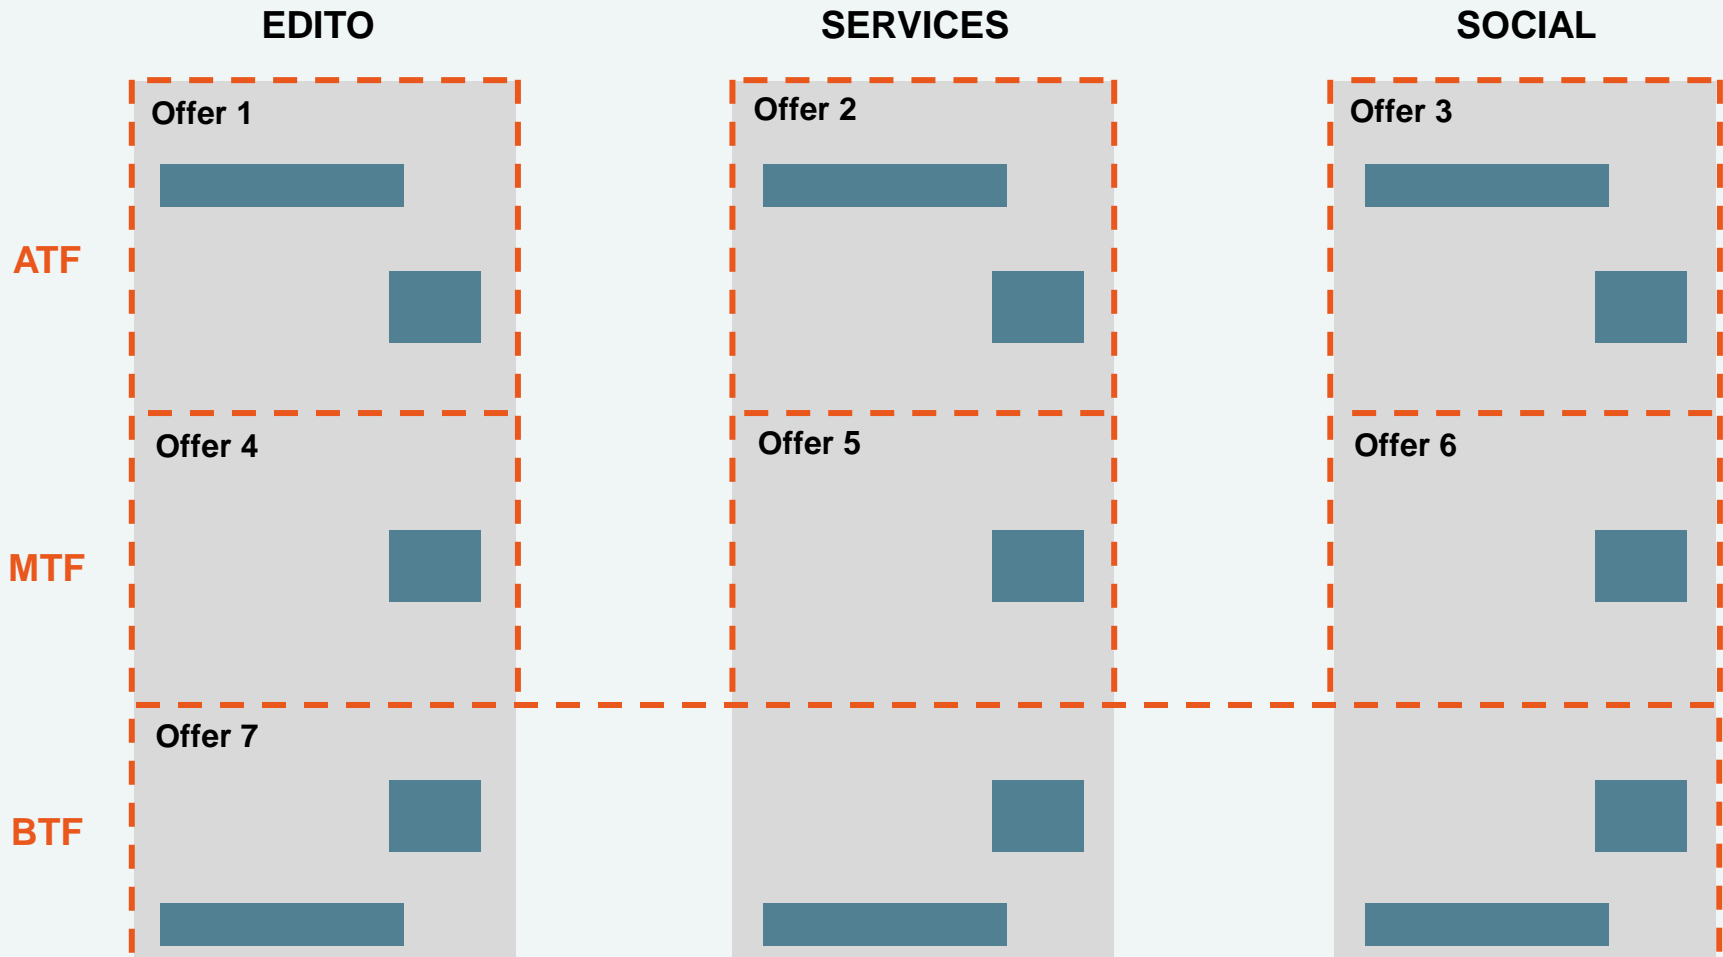 EDITO
SERVICES
SOCIAL
Offer 1
Offer 2
Offer 3
ATF
Offer 4
Offer 5
Offer 6
MTF
Offer 7
BTF